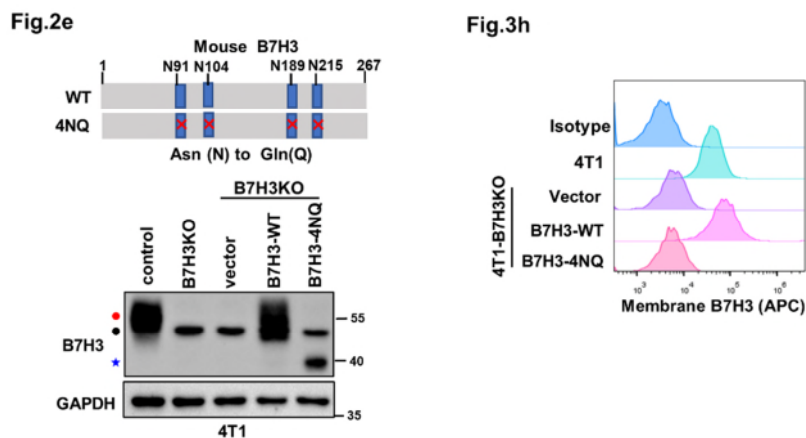 Fig.2e
Mouse B7H3
1 N91 N104 N189 N215 267
WT
4NQ
Asn (N) to Gln(Q)
B7H3KO
control
B7H3KO
vector
B7H3-WT
B7H3-4NQ
B7H3
55
40
GAPDH
35
4T1
Fig.3h
Isotype
4T1
4T1-B7H3KO
Vector
B7H3-WT
B7H3-4NQ
10³ 10⁴ 10⁵ 10⁶
Membrane B7H3 (APC)